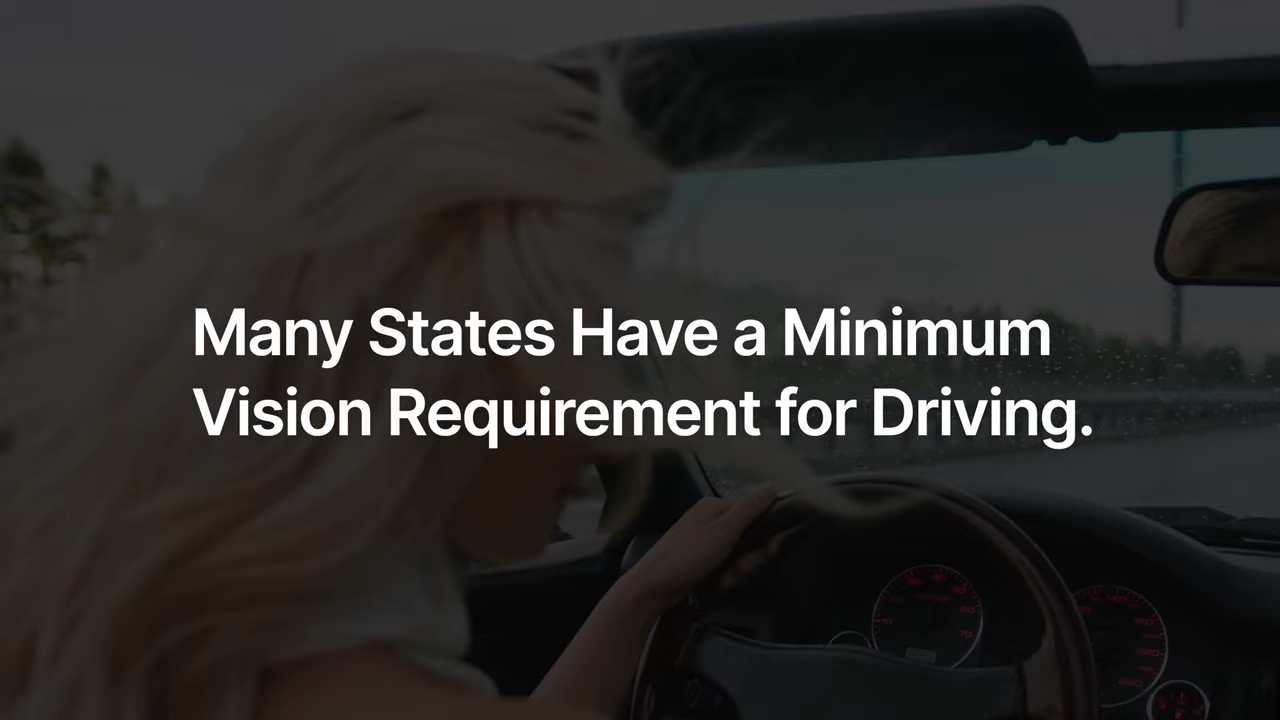 Many States Have a Minimum
Vision Requirement for Driving.